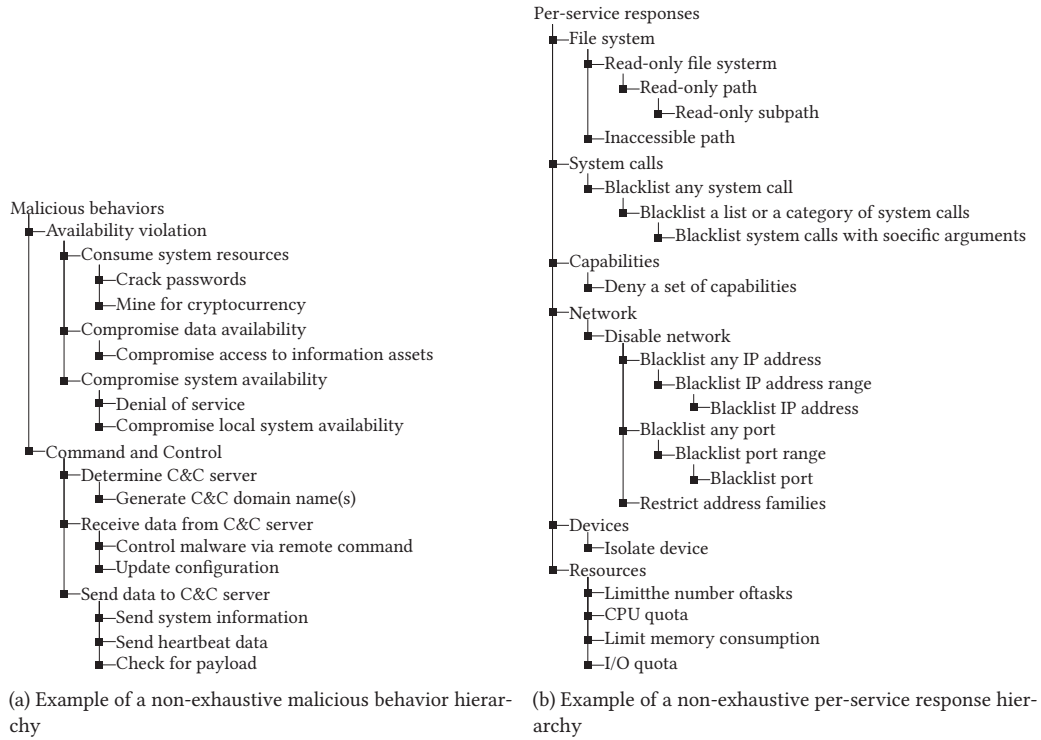 Malicious behaviors
Availability violation
Consume system resources
Crack passwords
Mine for cryptocurrency
Compromise data availability
Compromise access to information assets
Compromise system availability
Denial of service
Compromise local system availability
Command and Control
Determine C&C server
Generate C&C domain name(s)
Receive data from C&C server
Control malware via remote command
Update configuration
Send data to C&C server
Send system information
Send heartbeat data
Check for payload
(a) Example of a non-exhaustive malicious behavior hierar-
chy
Per-service responses
File system
Read-only file systerm
Read-only path
Read-only subpath
Inaccessible path
System calls
Blacklist any system call
Blacklist a list or a category of system calls
Blacklist system calls with soecific arguments
Capabilities
Deny a set of capabilities
Network
Disable network
Blacklist any IP address
Blacklist IP address range
Blacklist IP address
Blacklist any port
Blacklist port range
Blacklist port
Restrict address families
Devices
Isolate device
Resources
Limitthe number oftasks
CPU quota
Limit memory consumption
I/O quota
(b) Example of a non-exhaustive per-service response hier-
archy